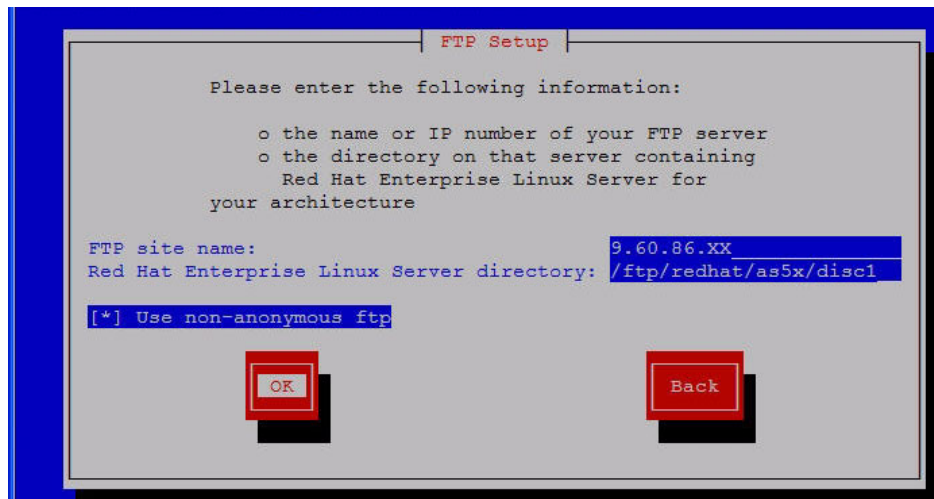 FTP Setup
Please enter the following information:
o the name or IP number of your FTP server
o the directory on that server containing
Red Hat Enterprise Linux Server for
your architecture
FTP site name: 9.60.86.XX
Red Hat Enterprise Linux Server directory: /ftp/redhat/as5x/disc1
[*] Use non-anonymous ftp
OK Back